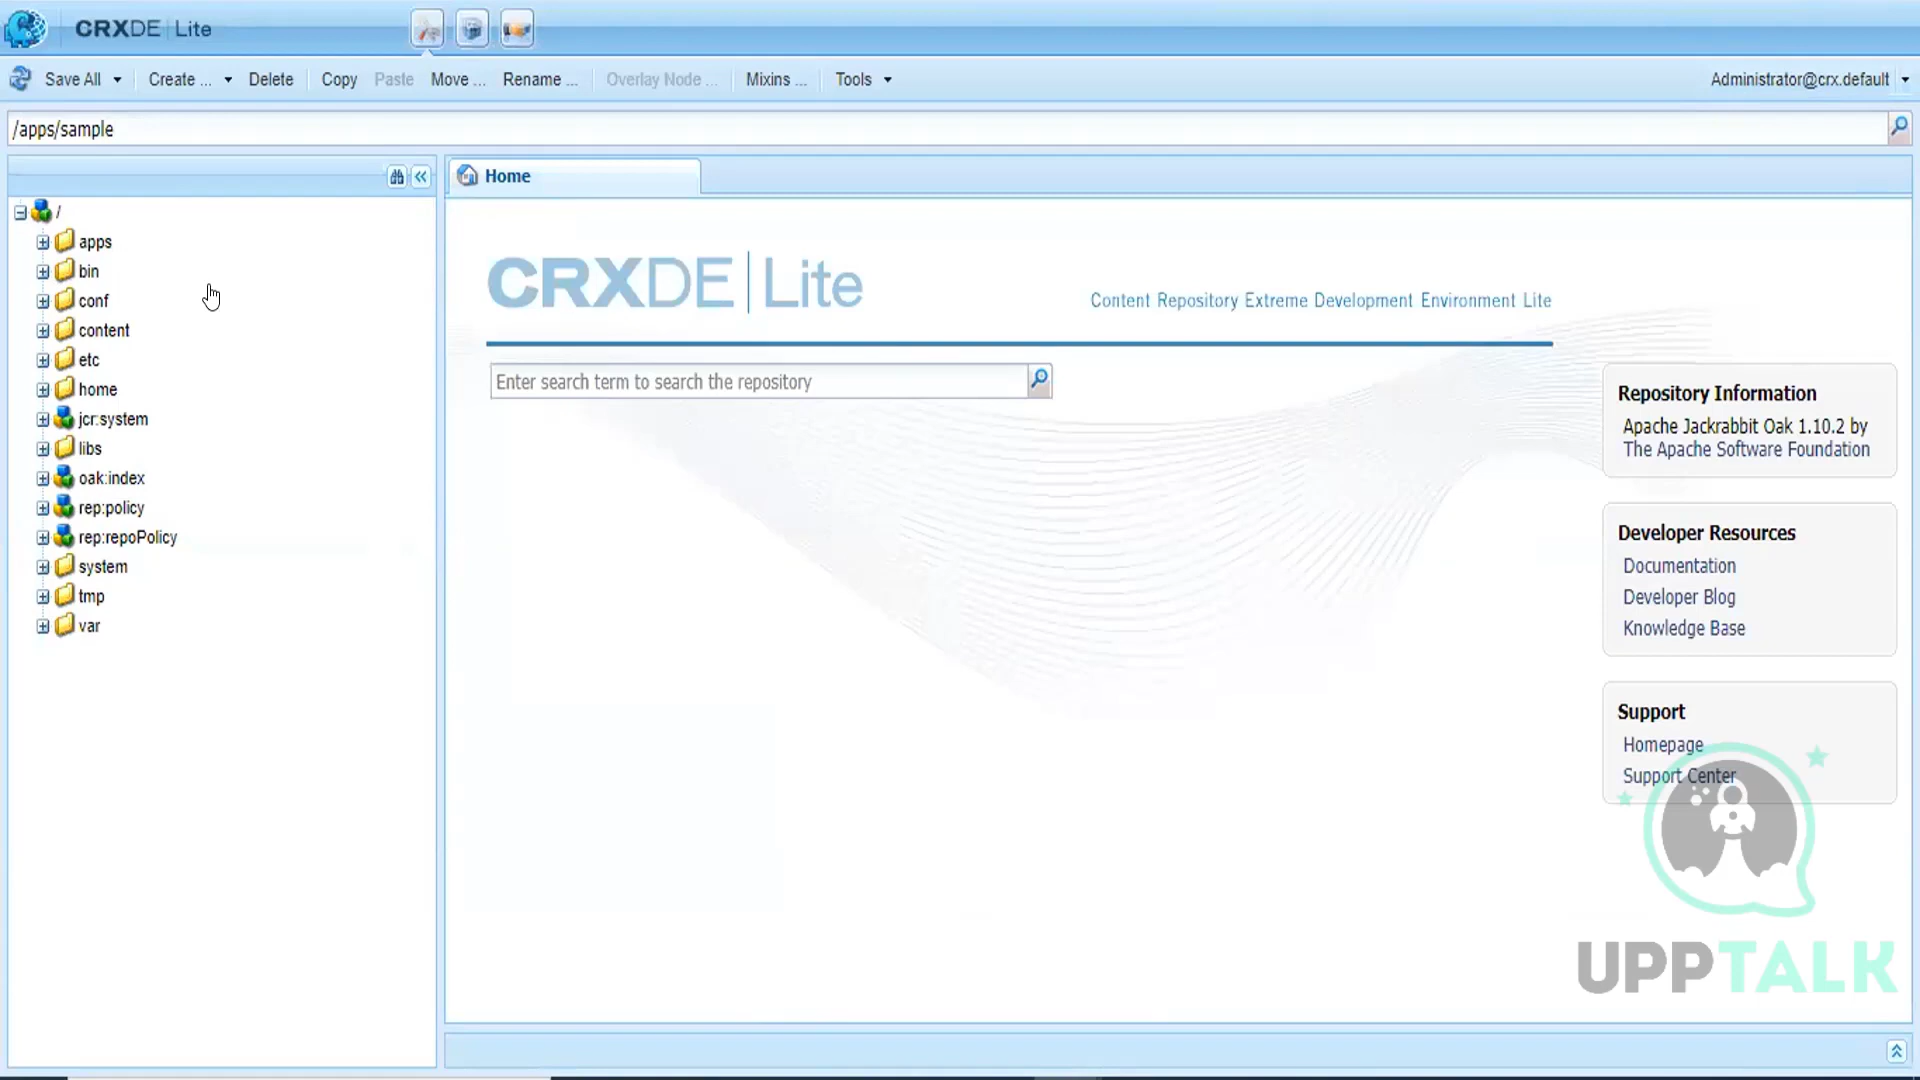 CRXDE | Lite
Save All Create ... Delete Copy Paste Move ... Rename ... Overlay Node ... Mixins ... Tools Administrator@crx.default
/apps/sample
Home
/
apps
bin
conf
content
etc
home
jcr:system
libs
oak:index
rep:policy
rep:repoPolicy
system
tmp
var
CRXDE | Lite
Content Repository Extreme Development Environment Lite
Enter search term to search the repository
Repository Information
Apache Jackrabbit Oak 1.10.2 by
The Apache Software Foundation
Developer Resources
Documentation
Developer Blog
Knowledge Base
Support
Homepage
Support Center
UPPTALK